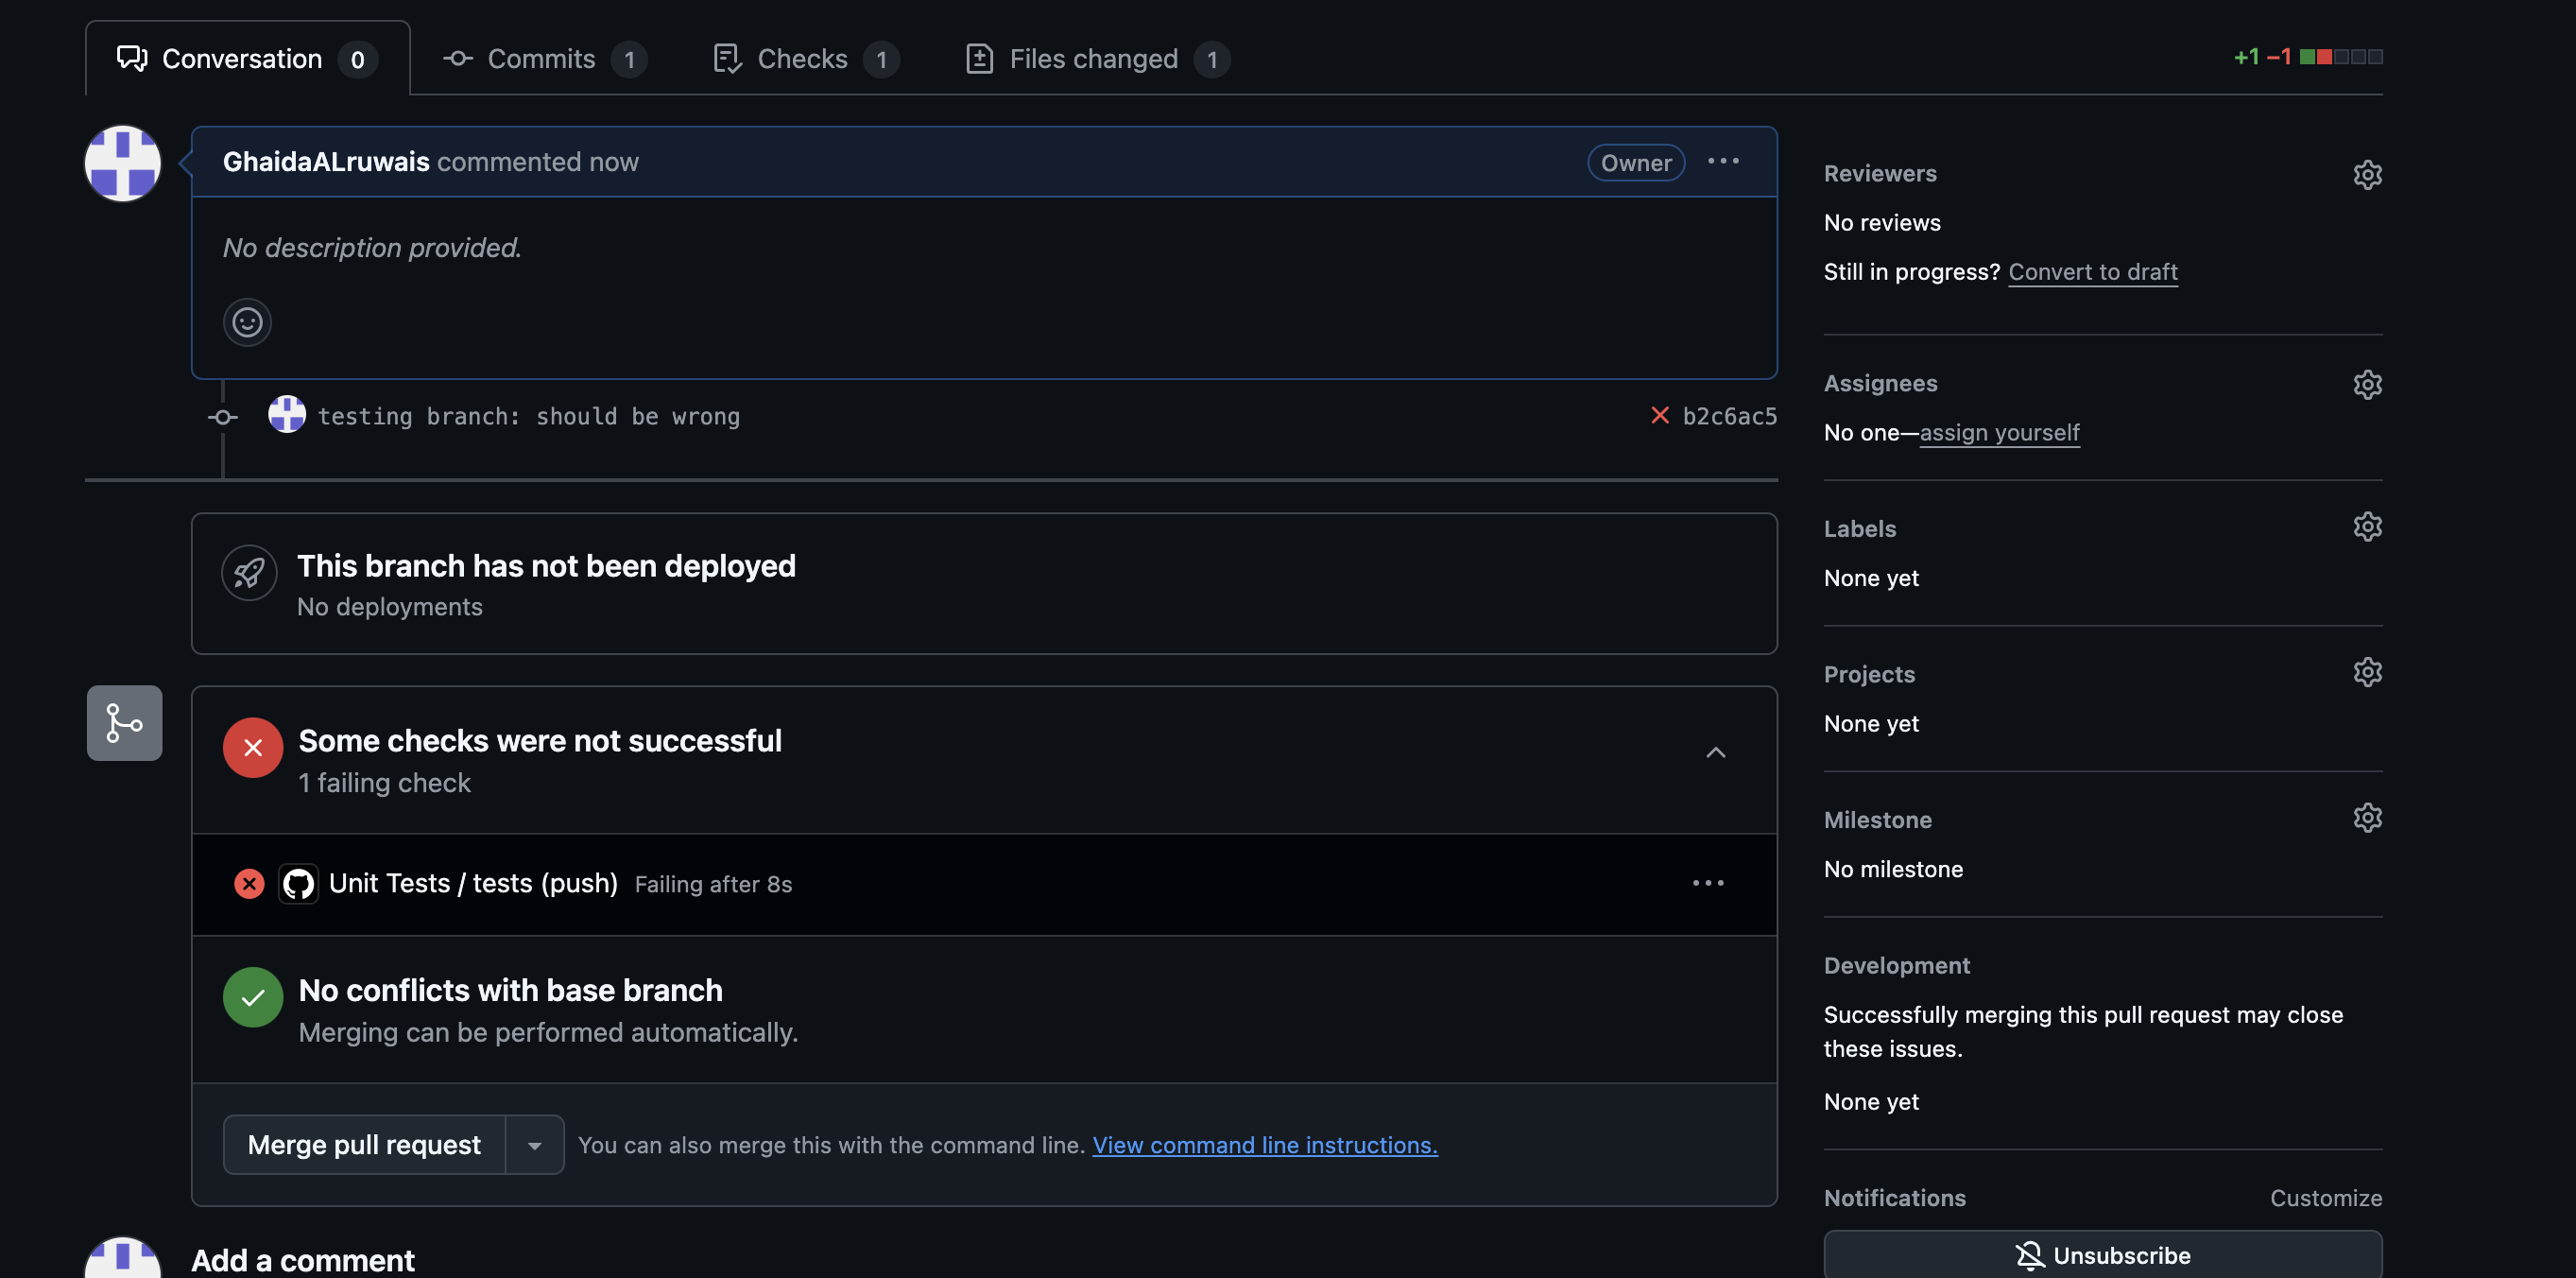 Conversation 0
Commits 1
Checks 1
Files changed 1
+1 −1
GhaidaALruwais commented now
Owner
No description provided.
testing branch: should be wrong
b2c6ac5
This branch has not been deployed
No deployments
Some checks were not successful
1 failing check
Unit Tests / tests (push) Failing after 8s
No conflicts with base branch
Merging can be performed automatically.
Merge pull request
You can also merge this with the command line. View command line instructions.
Add a comment
Reviewers
No reviews
Still in progress? Convert to draft
Assignees
No one—assign yourself
Labels
None yet
Projects
None yet
Milestone
No milestone
Development
Successfully merging this pull request may close
these issues.
None yet
Notifications
Customize
Unsubscribe